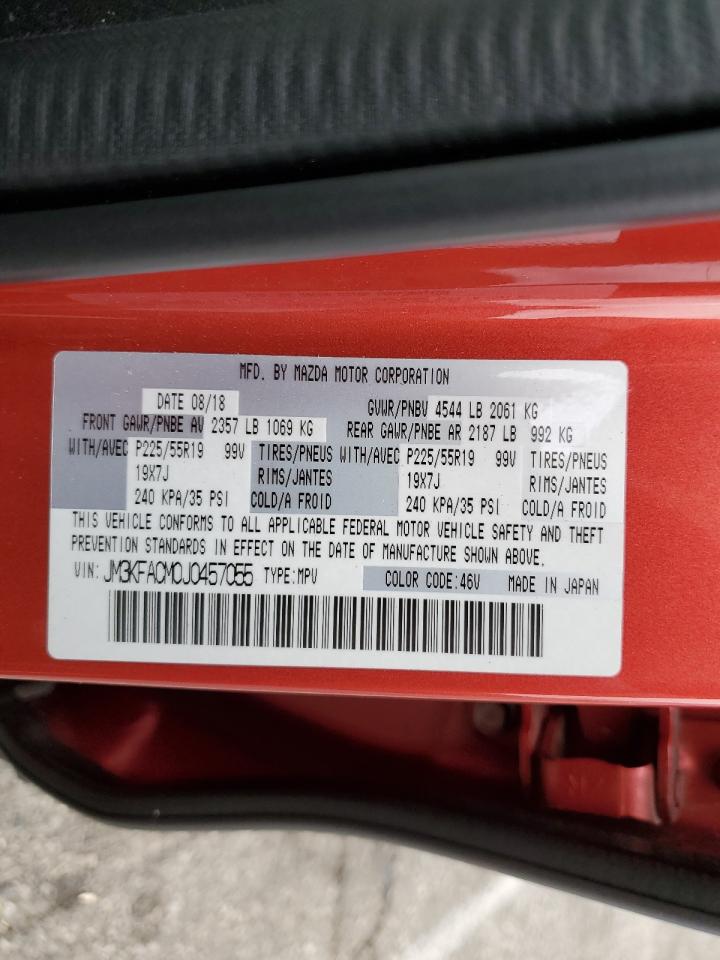 MFD. BY MAZDA MOTOR CORPORATION
DATE 08/18 GVWR/PNBV 4544 LB 2061 KG
FRONT GAWR/PNBE AV 2357 LB 1069 KG REAR GAWR/PNBE AR 2187 LB 992 KG
WITH/AVEC P225/55R19 99V TIRES/PNEUS WITH/AVEC P225/55R19 99V TIRES/PNEUS
19X7J RIMS/JANTES 19X7J RIMS/JANTES
240 KPA/35 PSI COLD/A FROID 240 KPA/35 PSI COLD/A FROID
THIS VEHICLE CONFORMS TO ALL APPLICABLE FEDERAL MOTOR VEHICLE SAFETY AND THEFT
PREVENTION STANDARDS IN EFFECT ON THE DATE OF MANUFACTURE SHOWN ABOVE.
VIN: JM3KFACM0J0457055 TYPE:MPV COLOR CODE:46V MADE IN JAPAN